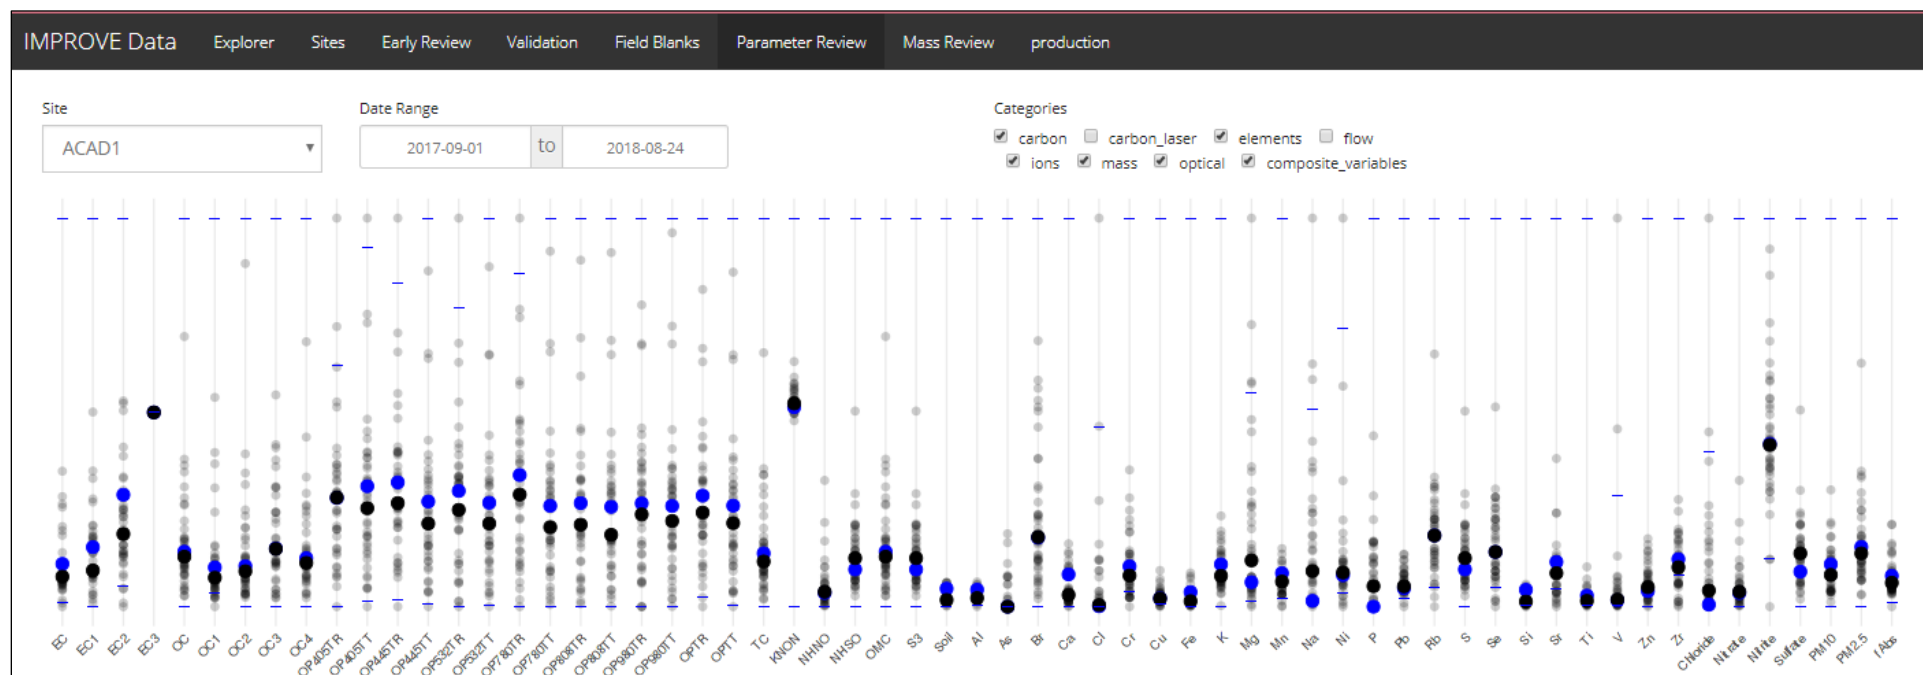 IMPROVE Data Explorer Sites Early Review Validation Field Blanks Parameter Review Mass Review production
Site Date Range Categories
ACAD1 2017-09-01 to 2018-08-24 carbon carbon_laser elements flow
ions mass optical composite_variables
EC EC1 EC2 EC3 OC OC1 OC2 OC3 OC4 OP405TR OP405TT OP445TR OP445TT OP532TR OP532TT OP780TR OP780TT OP808TR OP808TT OP980TR OP980TT OPTR OPTT TC KNON NHNO NHSO OMC S3 Soil Al As Br Ca Cl Cr Cu Fe K Mg Mn Na Ni P Pb Rb S Se Si Sr Ti V Zn Zr Chloride Nitrate Nitrite Sulfate PM10 PM2.5 fAbs